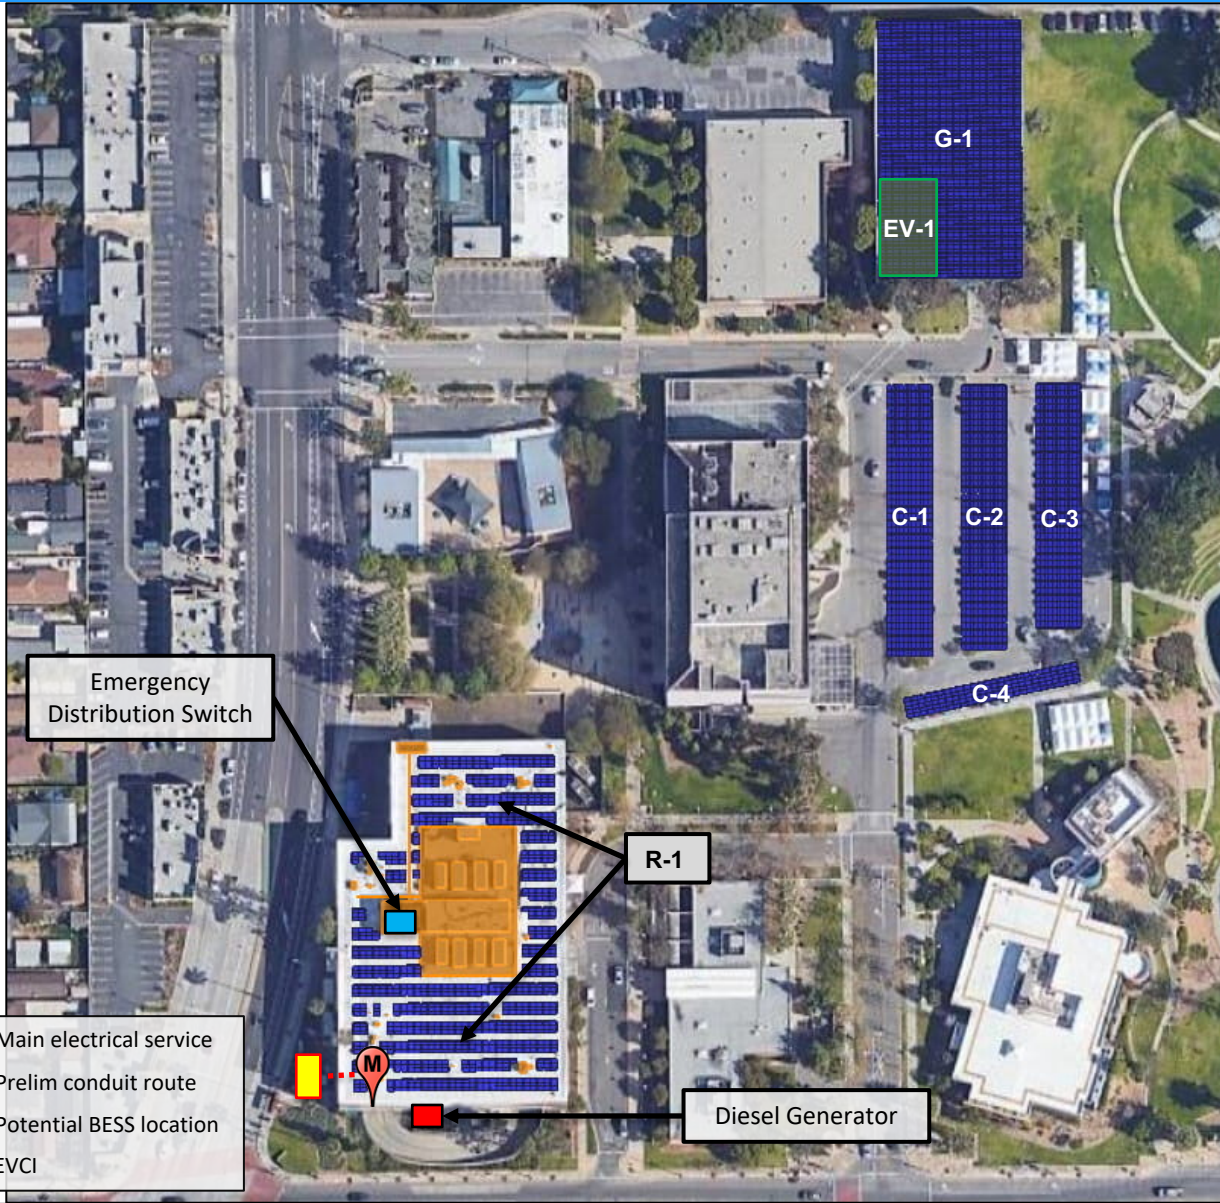 G-1
EV-1
C-1
C-2
C-3
C-4
Emergency
Distribution Switch
R-1
M
Main electrical service
Prelim conduit route
Potential BESS location
EVCI
Diesel Generator